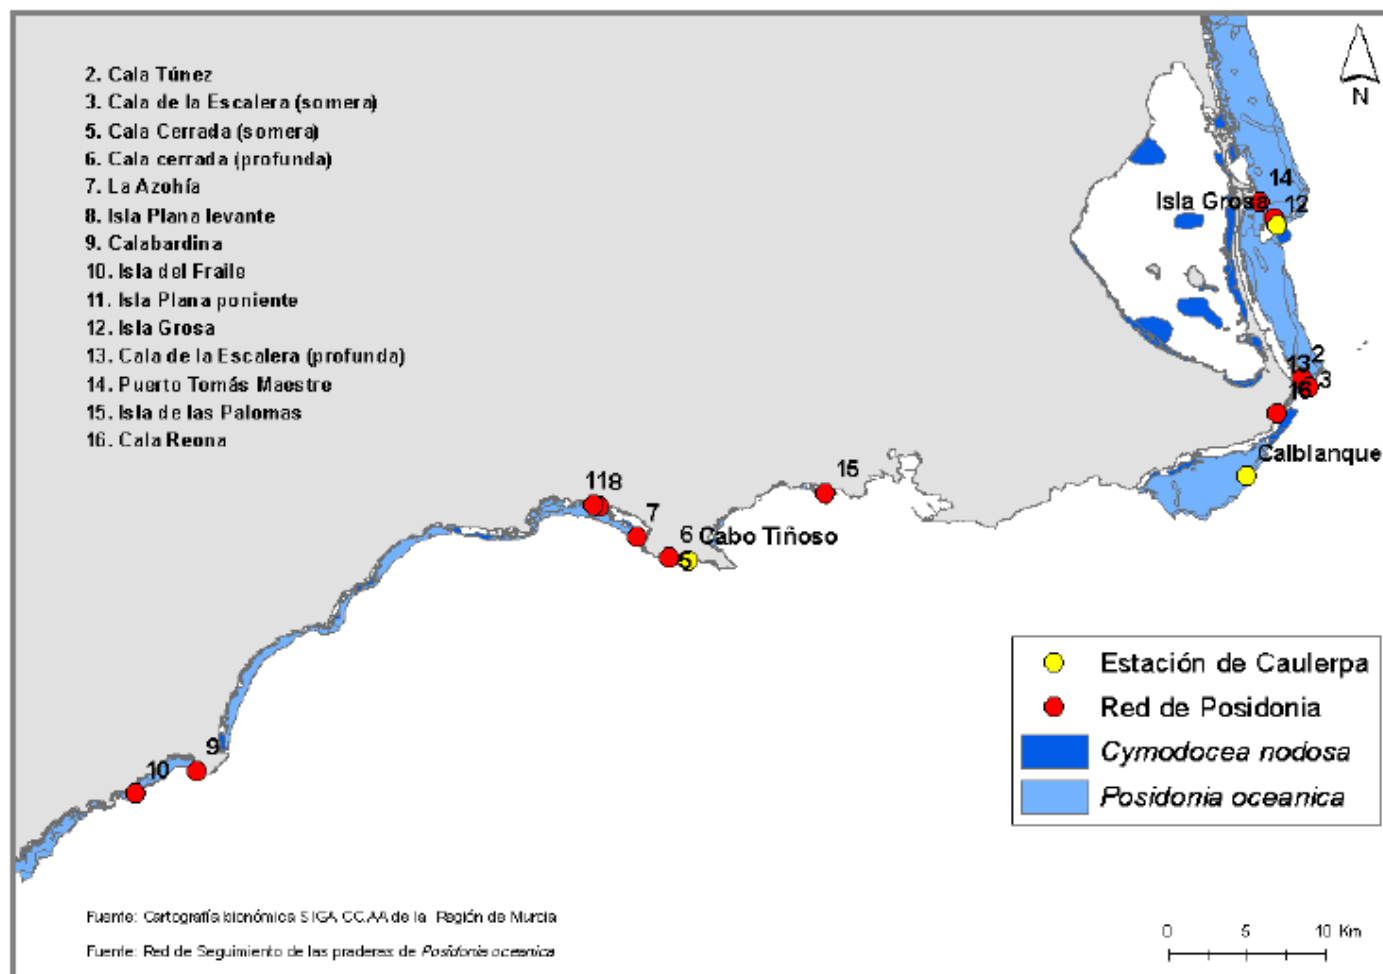 2. Cala Túnez
3. Cala de la Escalera (somera)
5. Cala Cerrada (somera)
6. Cala cerrada (profunda)
7. La Azohía
8. Isla Plana levante
9. Calabardina
10. Isla del Fraile
11. Isla Plana poniente
12. Isla Grosa
13. Cala de la Escalera (profunda)
14. Puerto Tomás Maestre
15. Isla de las Palomas
16. Cala Reona
N
14
Isla Grosa
12
2
13
3
16
Calblanque
15
118
7
6
Cabo Tiñoso
5
9
10
Estación de Caulerpa
Red de Posidonia
Cymodocea nodosa
Posidonia oceanica
Fuente: Cartografía bionómica SIGA CC.AA de la Región de Murcia
Fuente: Red de Seguimiento de las praderas de Posidonia oceanica
0 5 10 Km